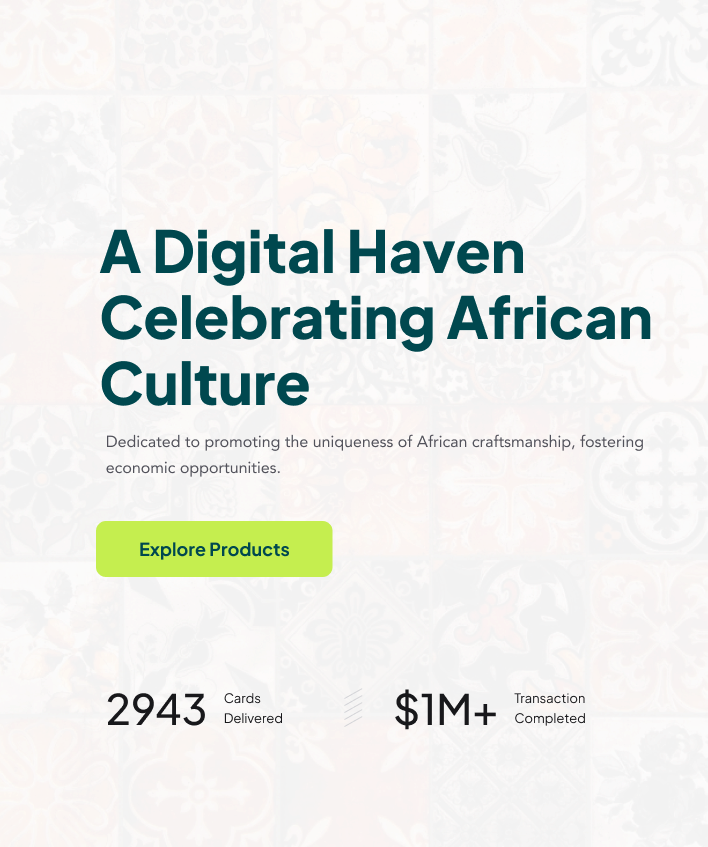 A Digital Haven
Celebrating African
Culture
Dedicated to promoting the uniqueness of African craftsmanship, fostering
economic opportunities.
Explore Products
2943
Cards
Delivered
$1M+
Transaction
Completed